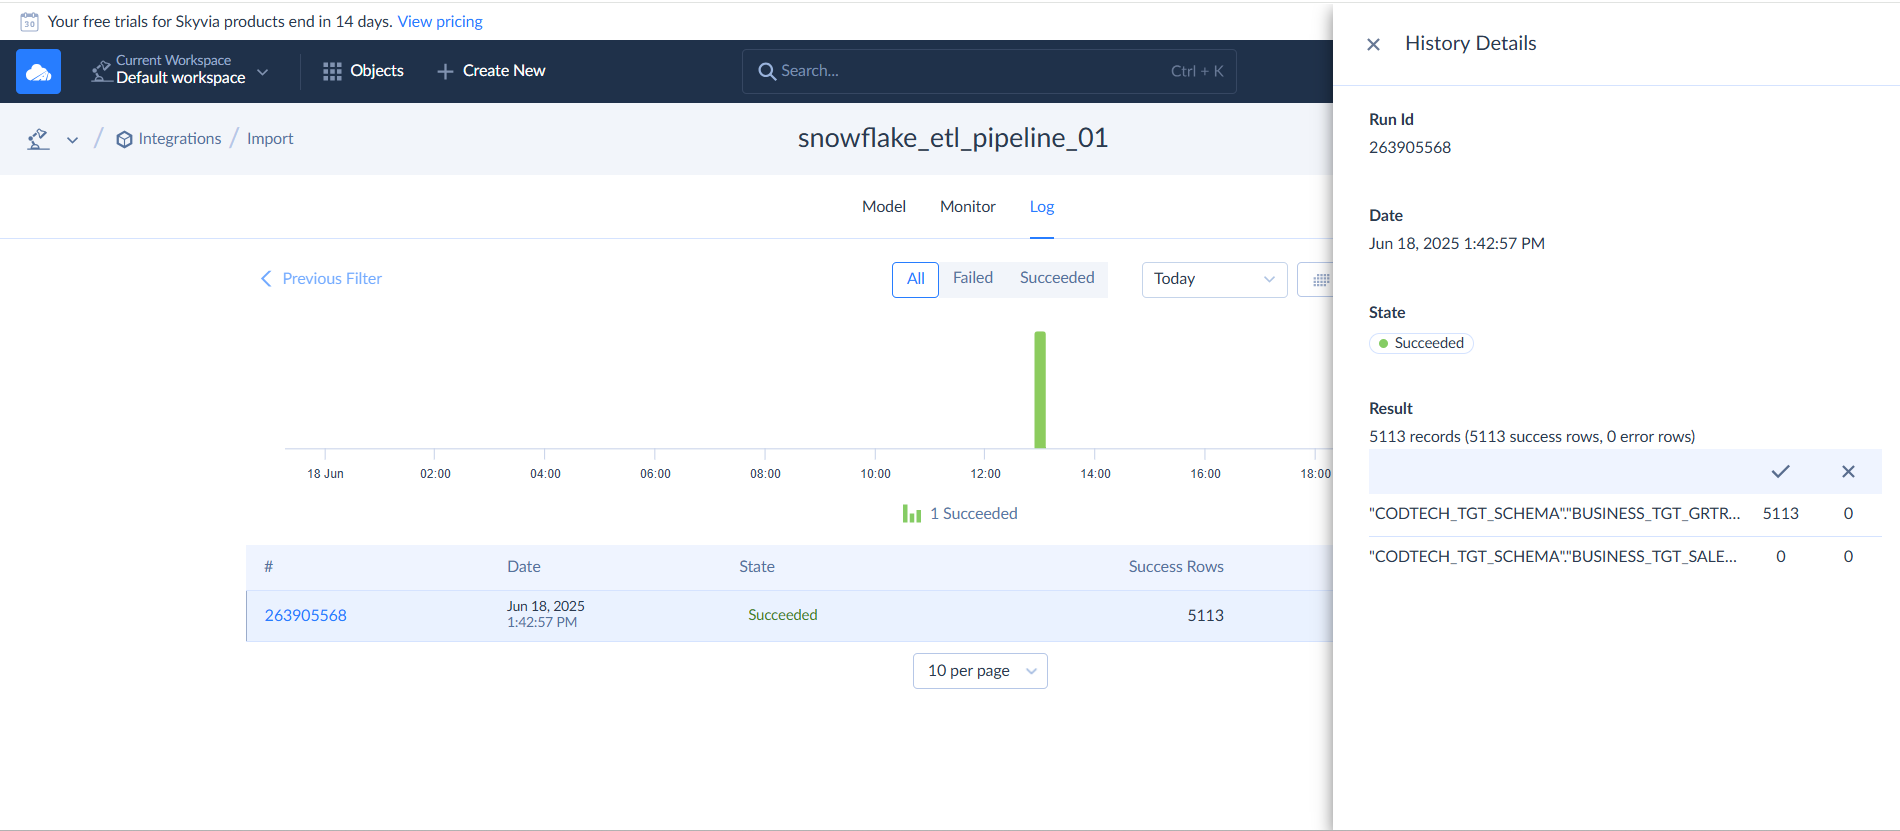 30 Your free trials for Skyvia products end in 14 days. View pricing
Current Workspace
Default workspace
Objects
Create New
Search...
Ctrl + K
Integrations / Import
snowflake_etl_pipeline_01
Model
Monitor
Log
Previous Filter
All
Failed
Succeeded
Today
18 Jun 02:00 04:00 06:00 08:00 10:00 12:00 14:00 16:00 18:00
1 Succeeded
# Date State Success Rows
263905568 Jun 18, 2025 1:42:57 PM Succeeded 5113
10 per page
History Details
Run Id
263905568
Date
Jun 18, 2025 1:42:57 PM
State
Succeeded
Result
5113 records (5113 success rows, 0 error rows)
"CODTECH_TGT_SCHEMA"."BUSINESS_TGT_GRTR... 5113 0
"CODTECH_TGT_SCHEMA"."BUSINESS_TGT_SALE... 0 0